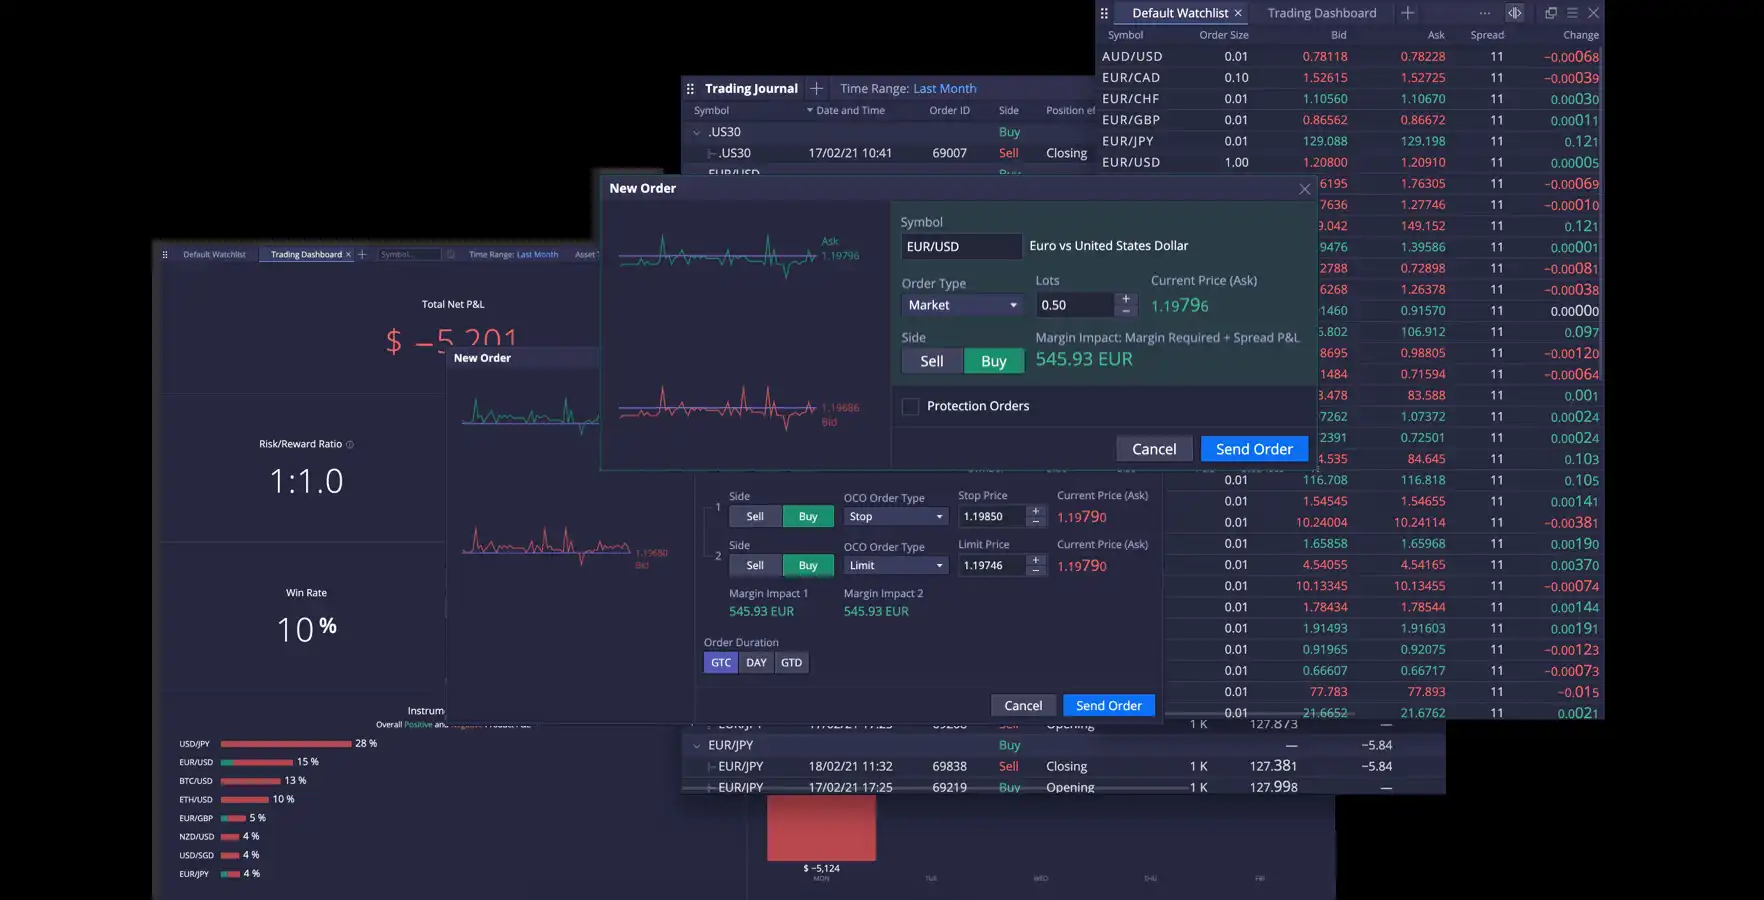 Default Watchlist × Trading Dashboard
Symbol Order Size Bid Ask Spread Change
AUD/USD 0.01 0.78118 0.78228 11 −0.00068
EUR/CAD 0.10 1.52615 1.52725 11 −0.00039
EUR/CHF 0.01 1.10560 1.10670 11 0.00030
EUR/GBP 0.01 0.86562 0.86672 11 0.00011
EUR/JPY 0.01 129.088 129.198 11 0.121
EUR/USD 1.00 1.20800 1.20910 11 0.00005
6195 1.76305 11 −0.00069
7636 1.27746 11 −0.00010
9.042 149.152 11 0.121
9476 1.39586 11 0.00001
2788 0.72898 11 −0.00081
6268 1.26378 11 −0.00038
1460 0.91570 11 0.00000
5.802 106.912 11 0.097
8695 0.98805 11 −0.00120
1484 0.71594 11 −0.00064
3.478 83.588 11 0.001
7262 1.07372 11 0.00024
2391 0.72501 11 0.00024
4.535 84.645 11 0.103
0.01 116.708 116.818 11 0.105
0.01 1.54545 1.54655 11 0.00141
0.01 10.24004 10.24114 11 −0.00381
0.01 1.65858 1.65968 11 0.00190
0.01 4.54055 4.54165 11 0.00370
0.01 10.13345 10.13455 11 −0.00074
0.01 1.78434 1.78544 11 0.00144
0.01 1.91493 1.91603 11 0.00191
0.01 0.91965 0.92075 11 −0.00123
0.01 0.66607 0.66717 11 −0.00073
0.01 77.783 77.893 11 −0.015
0.01 21.6652 21.6762 11 0.0021
Trading Journal Time Range: Last Month
Symbol Date and Time Order ID Side Position ef
.US30 Buy
.US30 17/02/21 10:41 69007 Sell Closing
EUR/USD Buy
New Order
Ask
1.19796
1.19686
Bid
Symbol
EUR/USD Euro vs United States Dollar
Order Type Lots Current Price (Ask)
Market 0.50 1.19796
Side Margin Impact: Margin Required + Spread P&L
Sell Buy 545.93 EUR
Protection Orders
Cancel Send Order
Default Watchlist Trading Dashboard × Symbol... Time Range: Last Month Asset
Total Net P&L
$ −5,201
Risk/Reward Ratio
1:1.0
Win Rate
10 %
New Order
1.19680
Bid
Side OCO Order Type Stop Price Current Price (Ask)
1 Sell Buy Stop 1.19850 1.19790
Side OCO Order Type Limit Price Current Price (Ask)
2 Sell Buy Limit 1.19746 1.19790
Margin Impact 1 Margin Impact 2
545.93 EUR 545.93 EUR
Order Duration
GTC DAY GTD
Cancel Send Order
Instrum
Overall Positive and
USD/JPY 28 %
EUR/USD 15 %
BTC/USD 13 %
ETH/USD 10 %
EUR/GBP 5 %
NZD/USD 4 %
USD/SGD 4 %
EUR/JPY 4 %
EUR/JPY 17/02/21 17:25 Sell Opening 1 K 127.873 —
EUR/JPY Buy — −5.84
EUR/JPY 18/02/21 11:32 69838 Sell Closing 1 K 127.381 −5.84
EUR/JPY 17/02/21 17:25 69219 Buy Opening 1 K 127.998 —
$ −5,124
MON TUE WED THU FRI